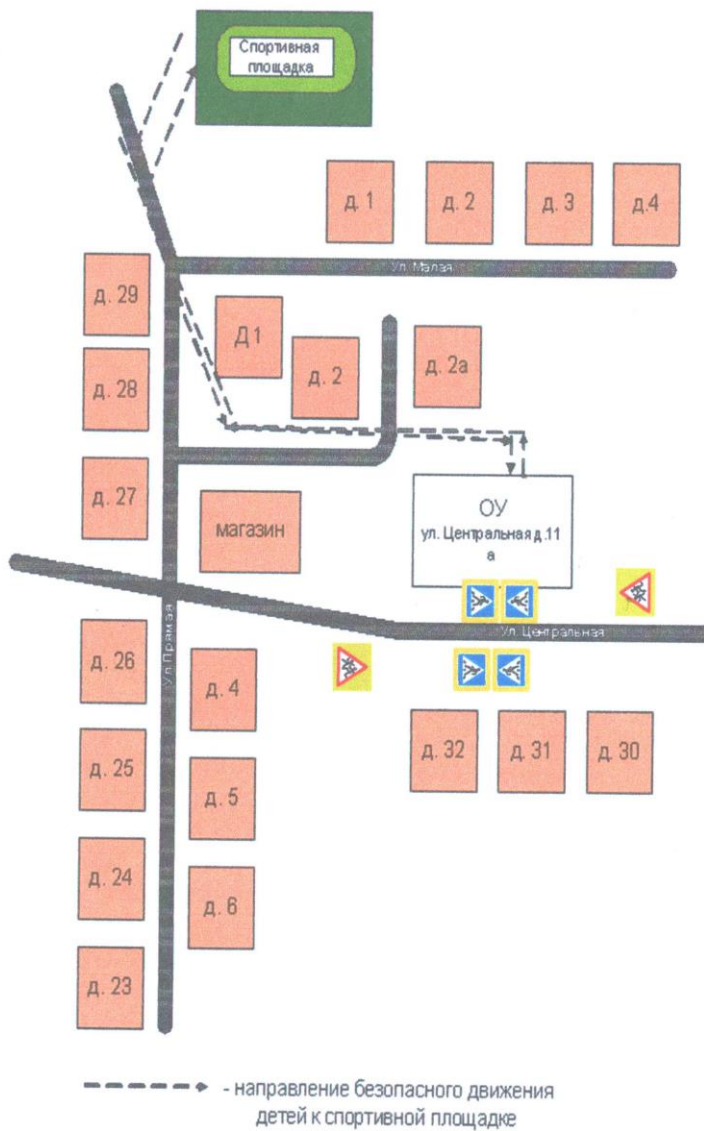 Спортивная
площадка
д. 1
д. 2
д. 3
д.4
Ул. Малая
д. 29
Д1
д. 2
д. 2а
д. 28
д. 27
магазин
ОУ
ул. Центральная д.11
а
Ул. Центральная
Ул. Прямая
д. 26
д. 4
д. 32
д. 31
д. 30
д. 25
д. 5
д. 24
д. 6
д. 23
- направление безопасного движения
детей к спортивной площадке